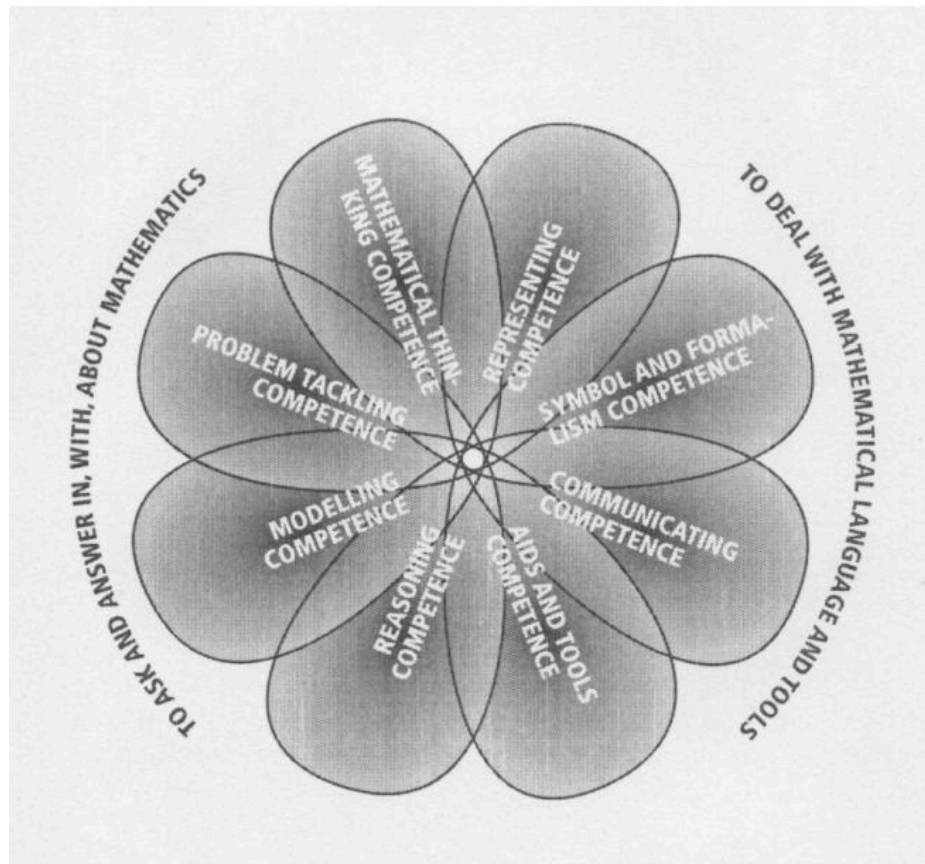 TO ASK AND ANSWER IN, WITH, ABOUT MATHEMATICS
TO DEAL WITH MATHEMATICAL LANGUAGE AND TOOLS
MATHEMATICAL THIN-
KING COMPETENCE
REPRESENTING
COMPETENCE
PROBLEM TACKLING
COMPETENCE
SYMBOL AND FORMA-
LISM COMPETENCE
MODELLING
COMPETENCE
COMMUNICATING
COMPETENCE
REASONING
COMPETENCE
AIDS AND TOOLS
COMPETENCE